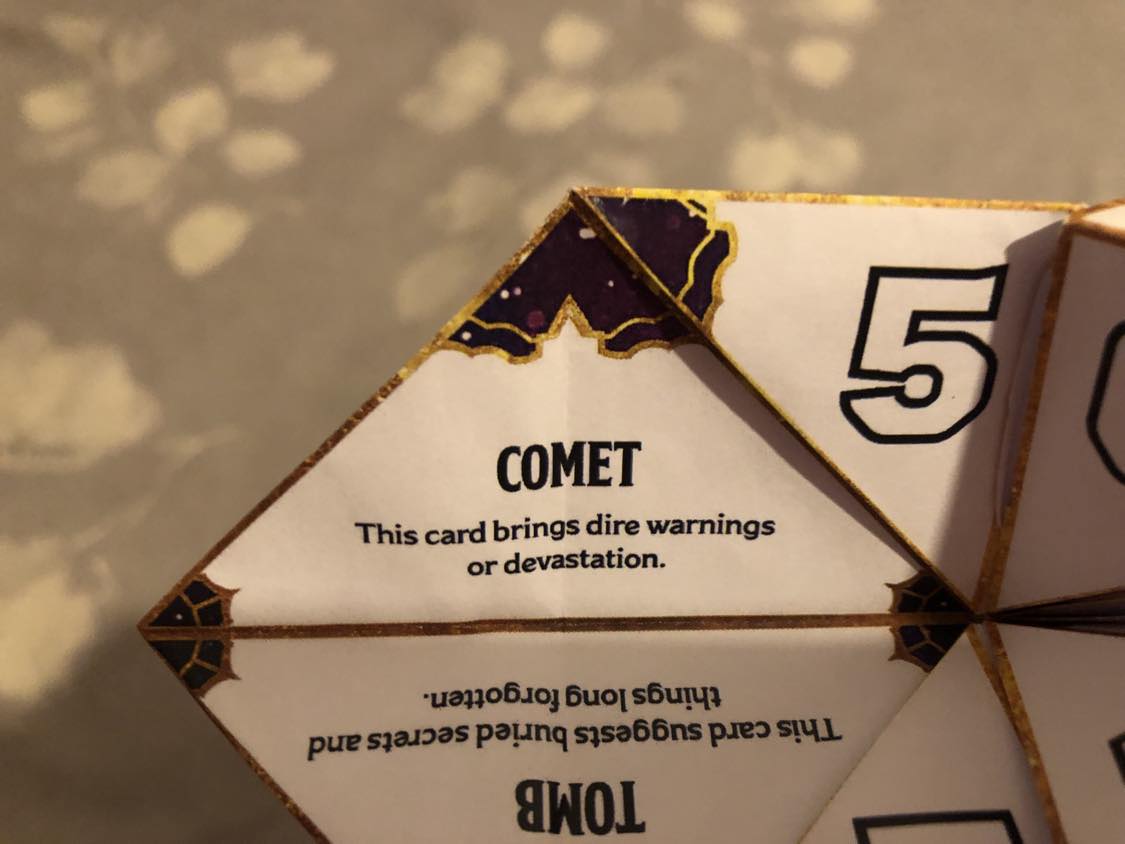 5
COMET
This card brings dire warnings
or devastation.
TOMB
This card suggests buried secrets and
things long forgotten.